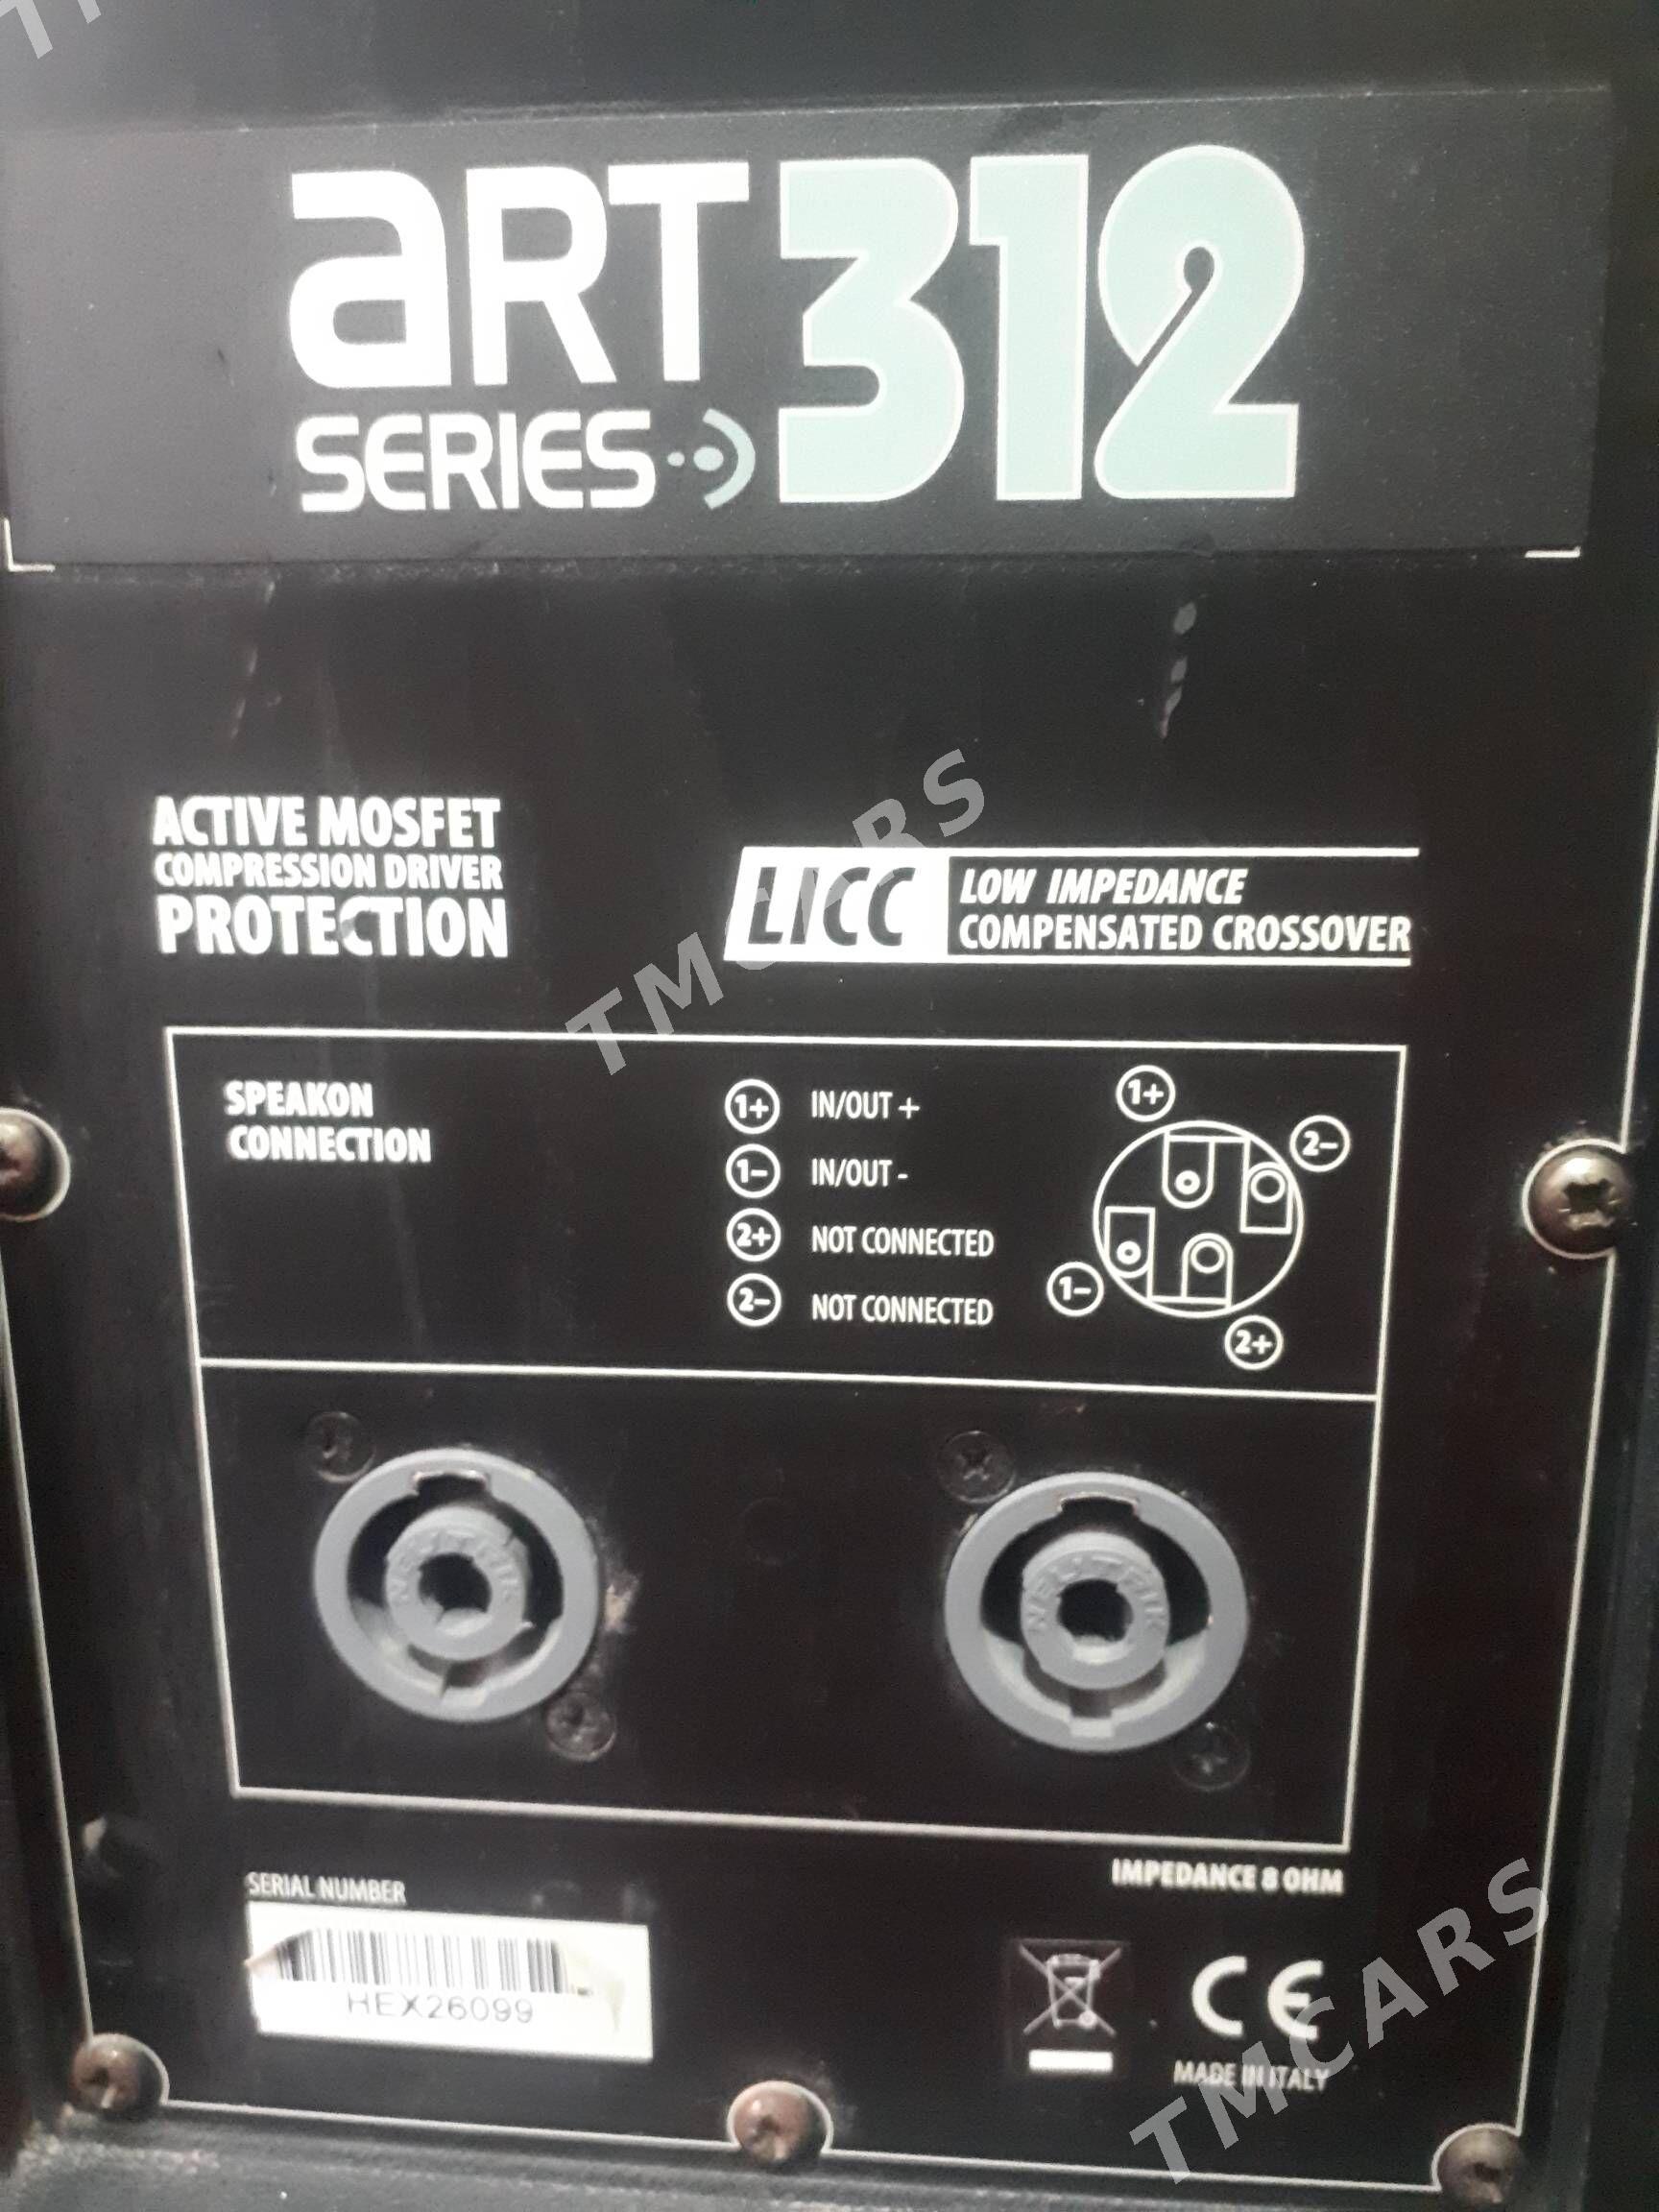 aRT 312
SERIES
ACTIVE MOSFET
COMPRESSION DRIVER
PROTECTION
LICC LOW IMPEDANCE
COMPENSATED CROSSOVER
TMCARS
SPEAKON
CONNECTION
1+ IN/OUT +
1- IN/OUT -
2+ NOT CONNECTED
2- NOT CONNECTED
1+
2-
1-
2+
NEUTRIK
NEUTRIK
IMPEDANCE 8 OHM
SERIAL NUMBER
HEX26099
CE
MADE IN ITALY
TMCARS